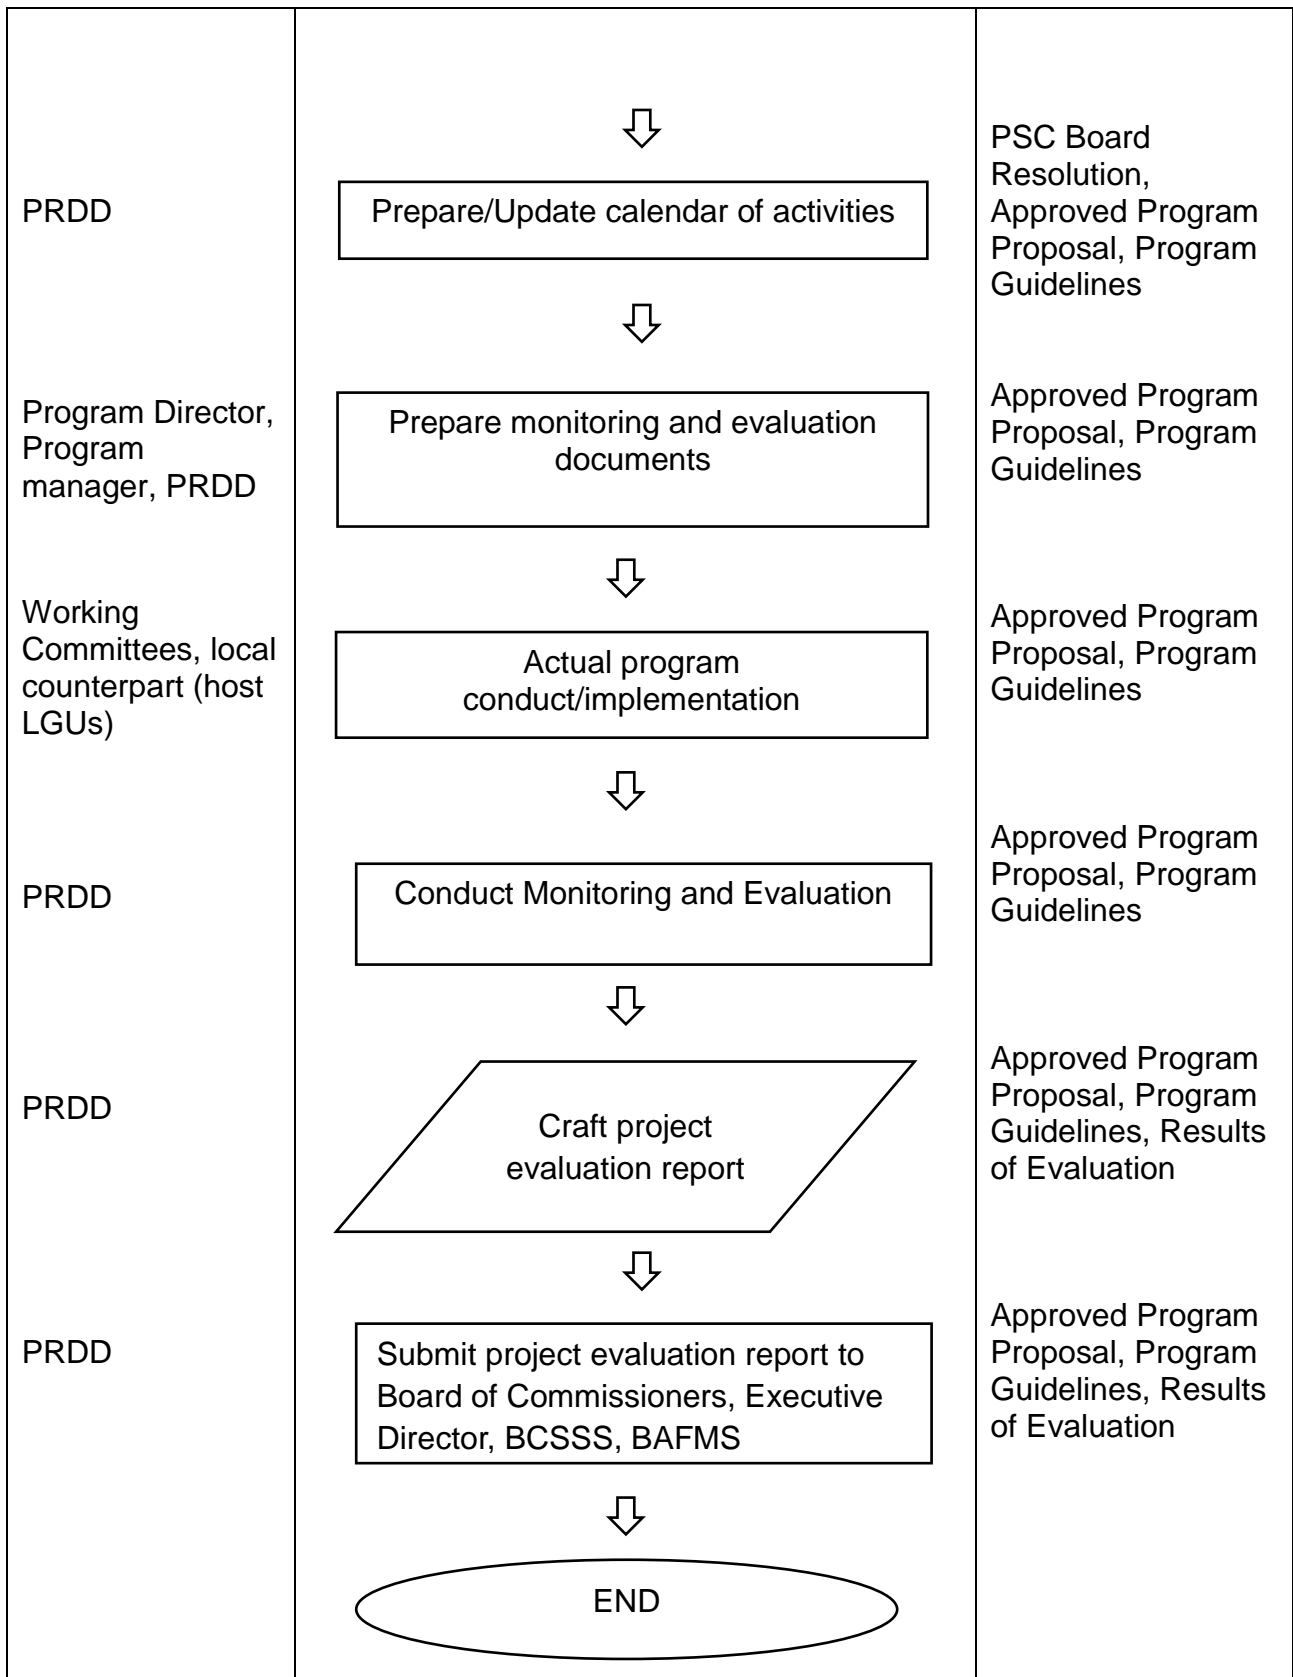 PRDD
Prepare/Update calendar of activities
PSC Board
Resolution,
Approved Program
Proposal, Program
Guidelines
Program Director,
Program
manager, PRDD
Prepare monitoring and evaluation
documents
Approved Program
Proposal, Program
Guidelines
Working
Committees, local
counterpart (host
LGUs)
Actual program
conduct/implementation
Approved Program
Proposal, Program
Guidelines
PRDD
Conduct Monitoring and Evaluation
Approved Program
Proposal, Program
Guidelines
PRDD
Craft project
evaluation report
Approved Program
Proposal, Program
Guidelines, Results
of Evaluation
PRDD
Submit project evaluation report to
Board of Commissioners, Executive
Director, BCSSS, BAFMS
Approved Program
Proposal, Program
Guidelines, Results
of Evaluation
END